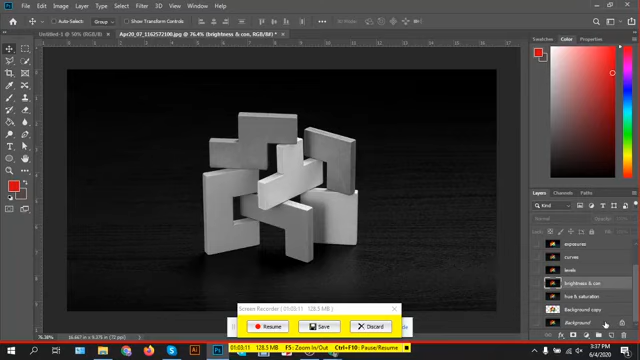 Ps File Edit Image Layer Type Select Filter 3D View Window Help
Auto-Select: Group Show Transform Controls
Untitled-1 @ 50% (RGB/8) × Apr20_07_1162572100.jpg @ 76.4% (brightness & con, RGB/8#) * ×
Swatches Color Properties
Layers Channels Paths
Kind
Normal
Lock:
exposures
curves
levels
brightness & con
hue & saturation
Background copy
Background
Screen Recorder (01:03:11 128.5 MB)
Resume Save Discard
76.38%
01:03:11 128.5 MB F5: Zoom In/Out Ctrl+F10: Pause/Resume
3:37 PM
6/4/2020